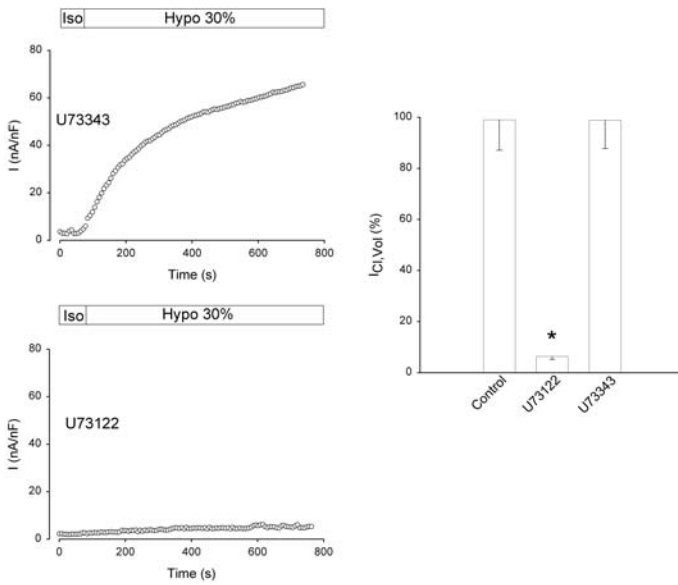 Iso Hypo 30%
80
60
U73343
40
20
0
I (nA/nF)
0 200 400 600 800
Time (s)
Iso Hypo 30%
80
60
U73122
40
20
0
I (nA/nF)
0 200 400 600 800
Time (s)
100
80
60
40
20
0
ICl,Vol (%)
*
Control U73122 U73343